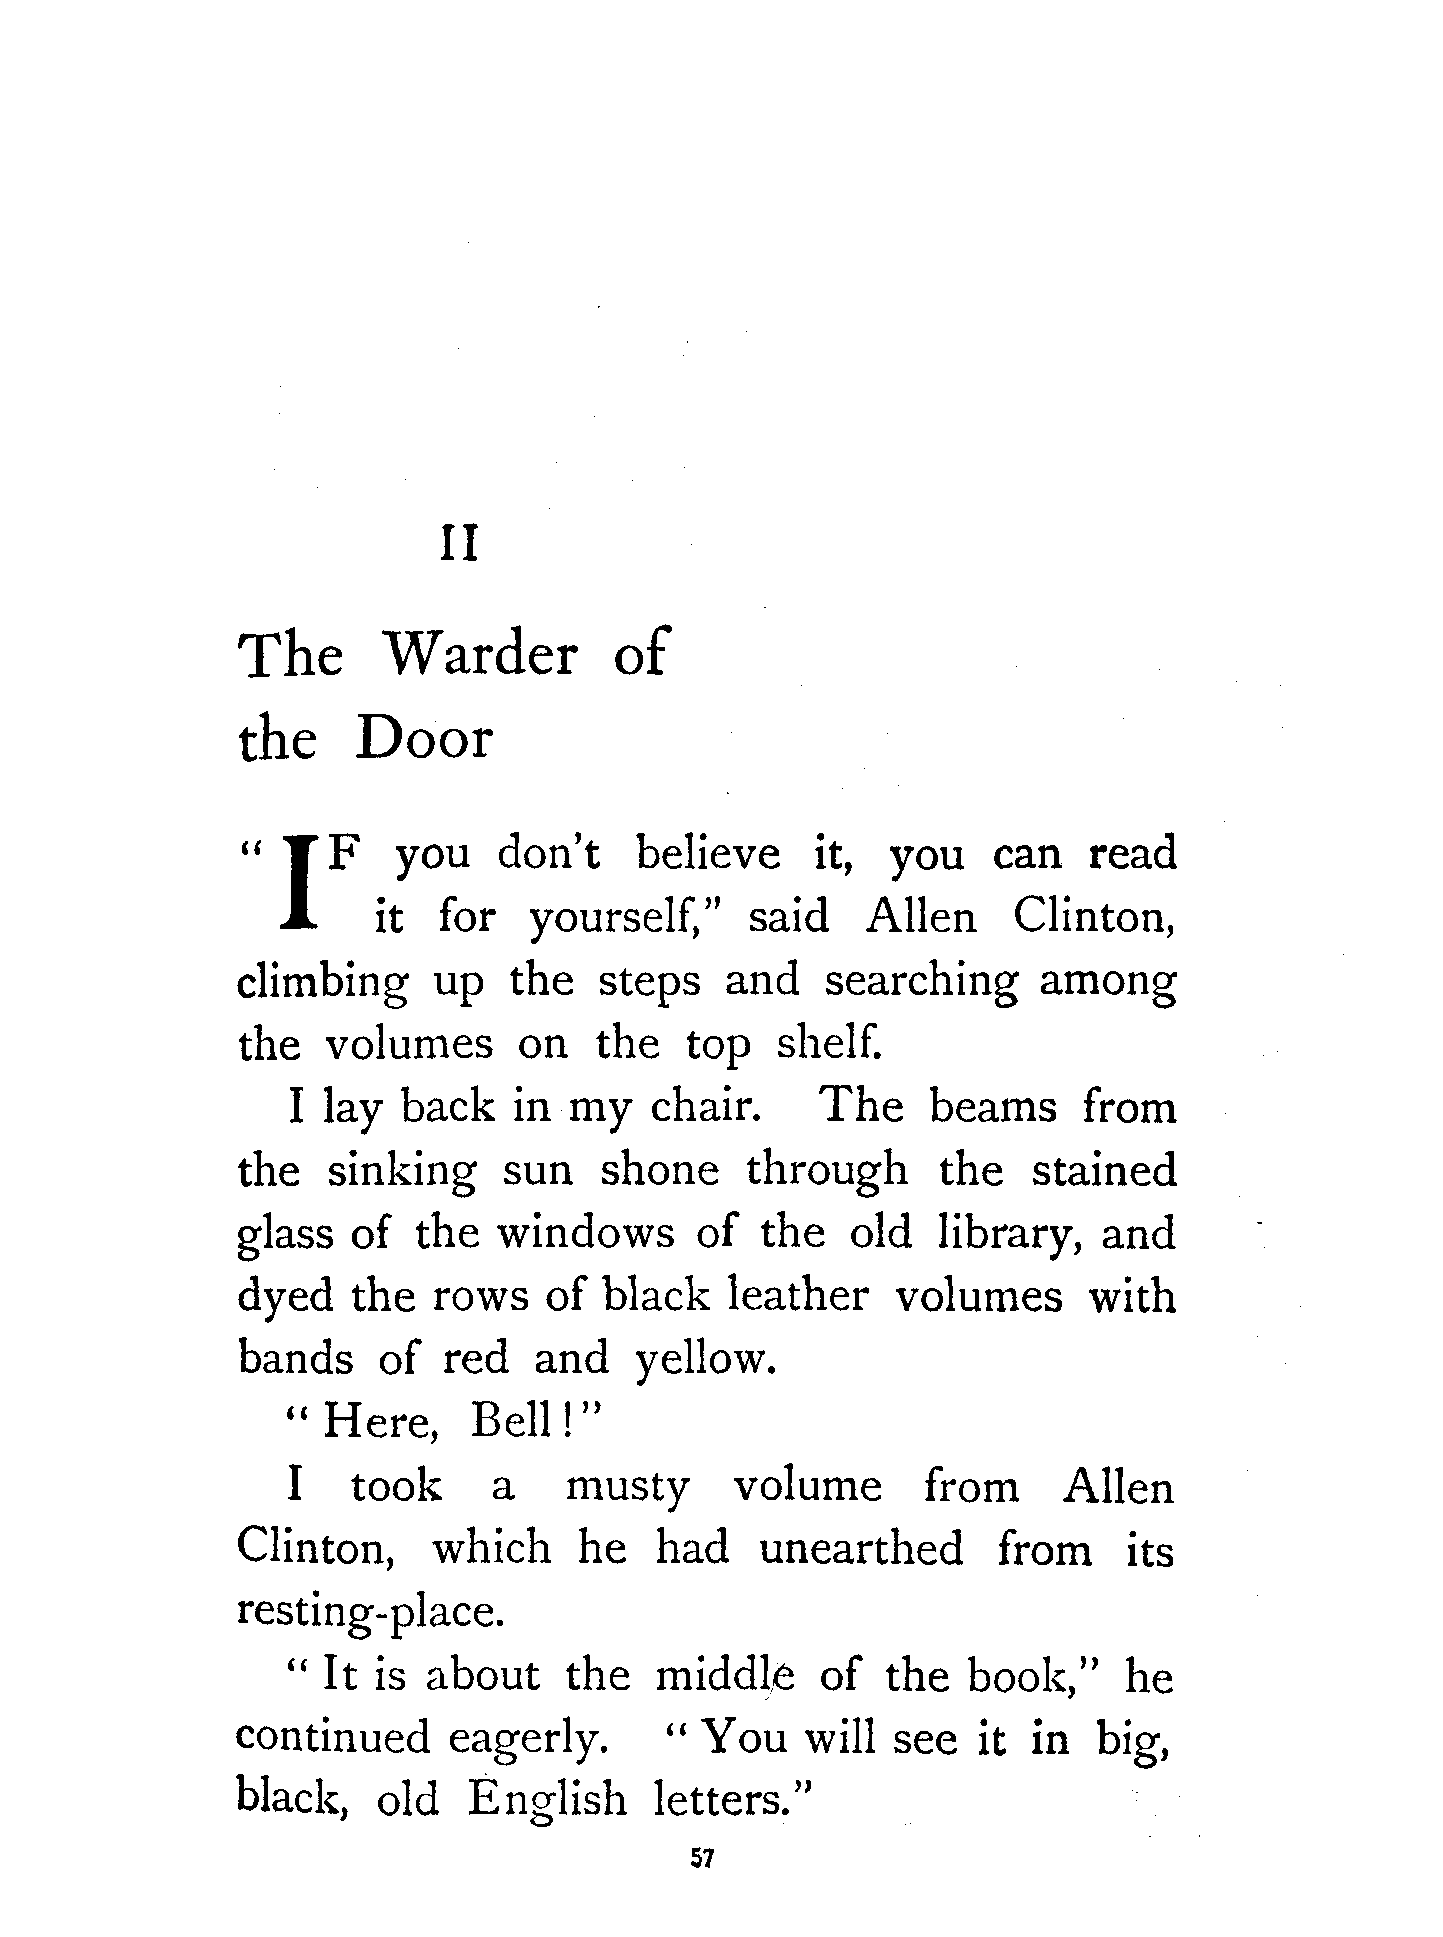 II
The Warder of
the Door
“IF you don’t believe it, you can read
it for yourself,” said Allen Clinton,
climbing up the steps and searching among
the volumes on the top shelf.
I lay back in my chair. The beams from
the sinking sun shone through the stained
glass of the windows of the old library, and
dyed the rows of black leather volumes with
bands of red and yellow.
“Here, Bell!”
I took a musty volume from Allen
Clinton, which he had unearthed from its
resting-place.
“It is about the middle of the book,” he
continued eagerly. “You will see it in big,
black, old English letters.”
57